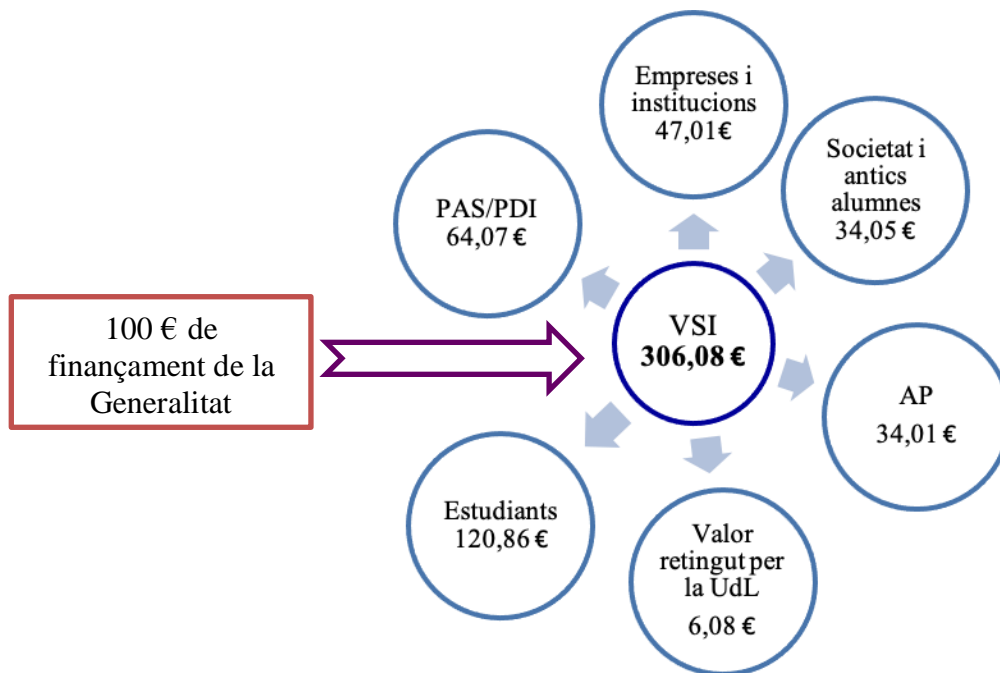 Empreses i
institucions
47,01€
Societat i
antics
alumnes
34,05 €
PAS/PDI
64,07 €
100 € de
finançament de la
Generalitat
VSI
306,08 €
AP
34,01 €
Estudiants
120,86 €
Valor
retingut per
la UdL
6,08 €